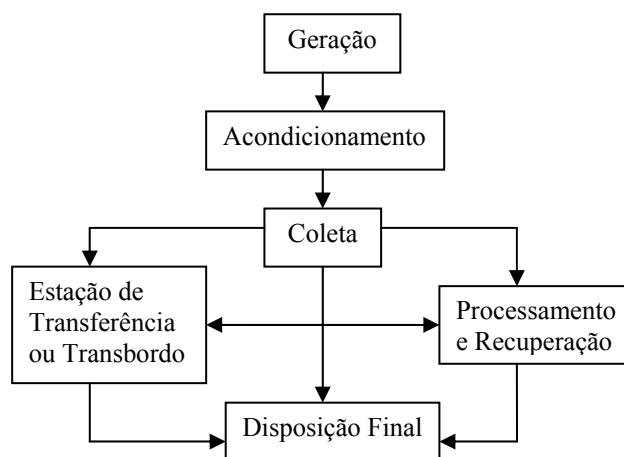 Geração
Acondicionamento
Coleta
Estação de
Transferência
ou Transbordo
Processamento
e Recuperação
Disposição Final